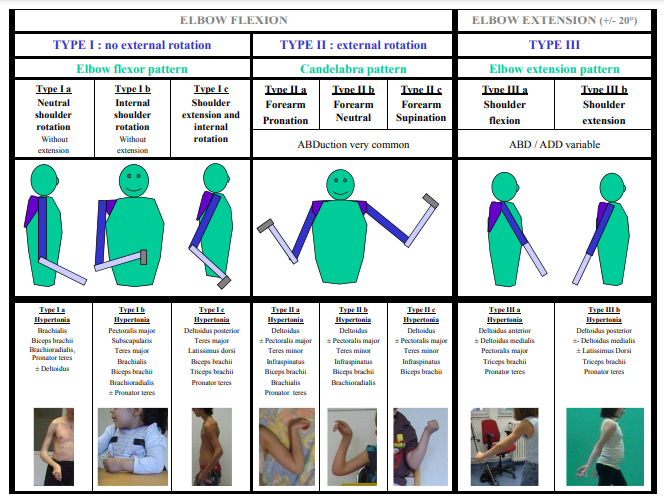 ELBOW FLEXION
ELBOW EXTENSION (+/- 20°)
TYPE I : no external rotation
TYPE II : external rotation
TYPE III
Elbow flexor pattern
Candelabra pattern
Elbow extension pattern
Type I a
Neutral
shoulder
rotation
Without
extension
Type I b
Internal
shoulder
rotation
Without
extension
Type I c
Shoulder
extension and
internal
rotation
Type II a
Forearm
Pronation
Type II b
Forearm
Neutral
Type II c
Forearm
Supination
ABDuction very common
Type III a
Shoulder
flexion
Type III b
Shoulder
extension
ABD / ADD variable
Type I a
Hypertonia
Brachialis
Biceps brachii
Brachioradialis,
Pronator teres
± Deltoidus
Type I b
Hypertonia
Pectoralis major
Subscapularis
Teres major
Brachialis
Biceps brachii
Brachioradialis
± Pronator teres
Type I c
Hypertonia
Deltoidus posterior
Teres major
Latissimus dorsi
Biceps brachii
Triceps brachii
Pronator teres
Type II a
Hypertonia
Deltoidus
± Pectoralis major
Teres minor
Infraspinatus
Biceps brachii
Brachialis
Pronator teres
Type II b
Hypertonia
Deltoidus
± Pectoralis major
Teres minor
Infraspinatus
Biceps brachii
Brachioradialis
Type II c
Hypertonia
Deltoidus
± Pectoralis major
Teres minor
Infraspinatus
Biceps brachii
Type III a
Hypertonia
Deltoidus anterior
± Deltoidus medialis
Pectoralis major
Triceps brachii
Pronator teres
Type III b
Hypertonia
Deltoidus posterior
±- Deltoidus medialis
± Latissimus Dorsi
Triceps brachii
Pronator teres